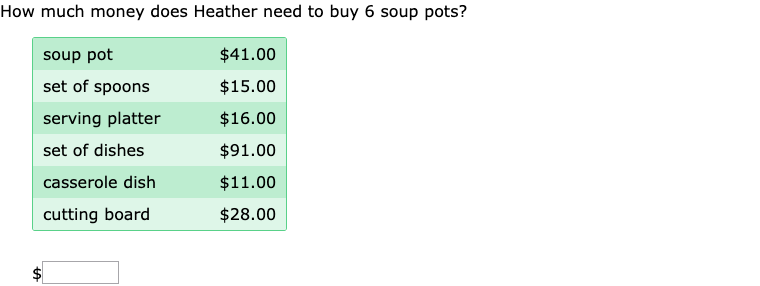 How much money does Heather need to buy 6 soup pots?
soup pot $41.00
set of spoons $15.00
serving platter $16.00
set of dishes $91.00
casserole dish $11.00
cutting board $28.00
$